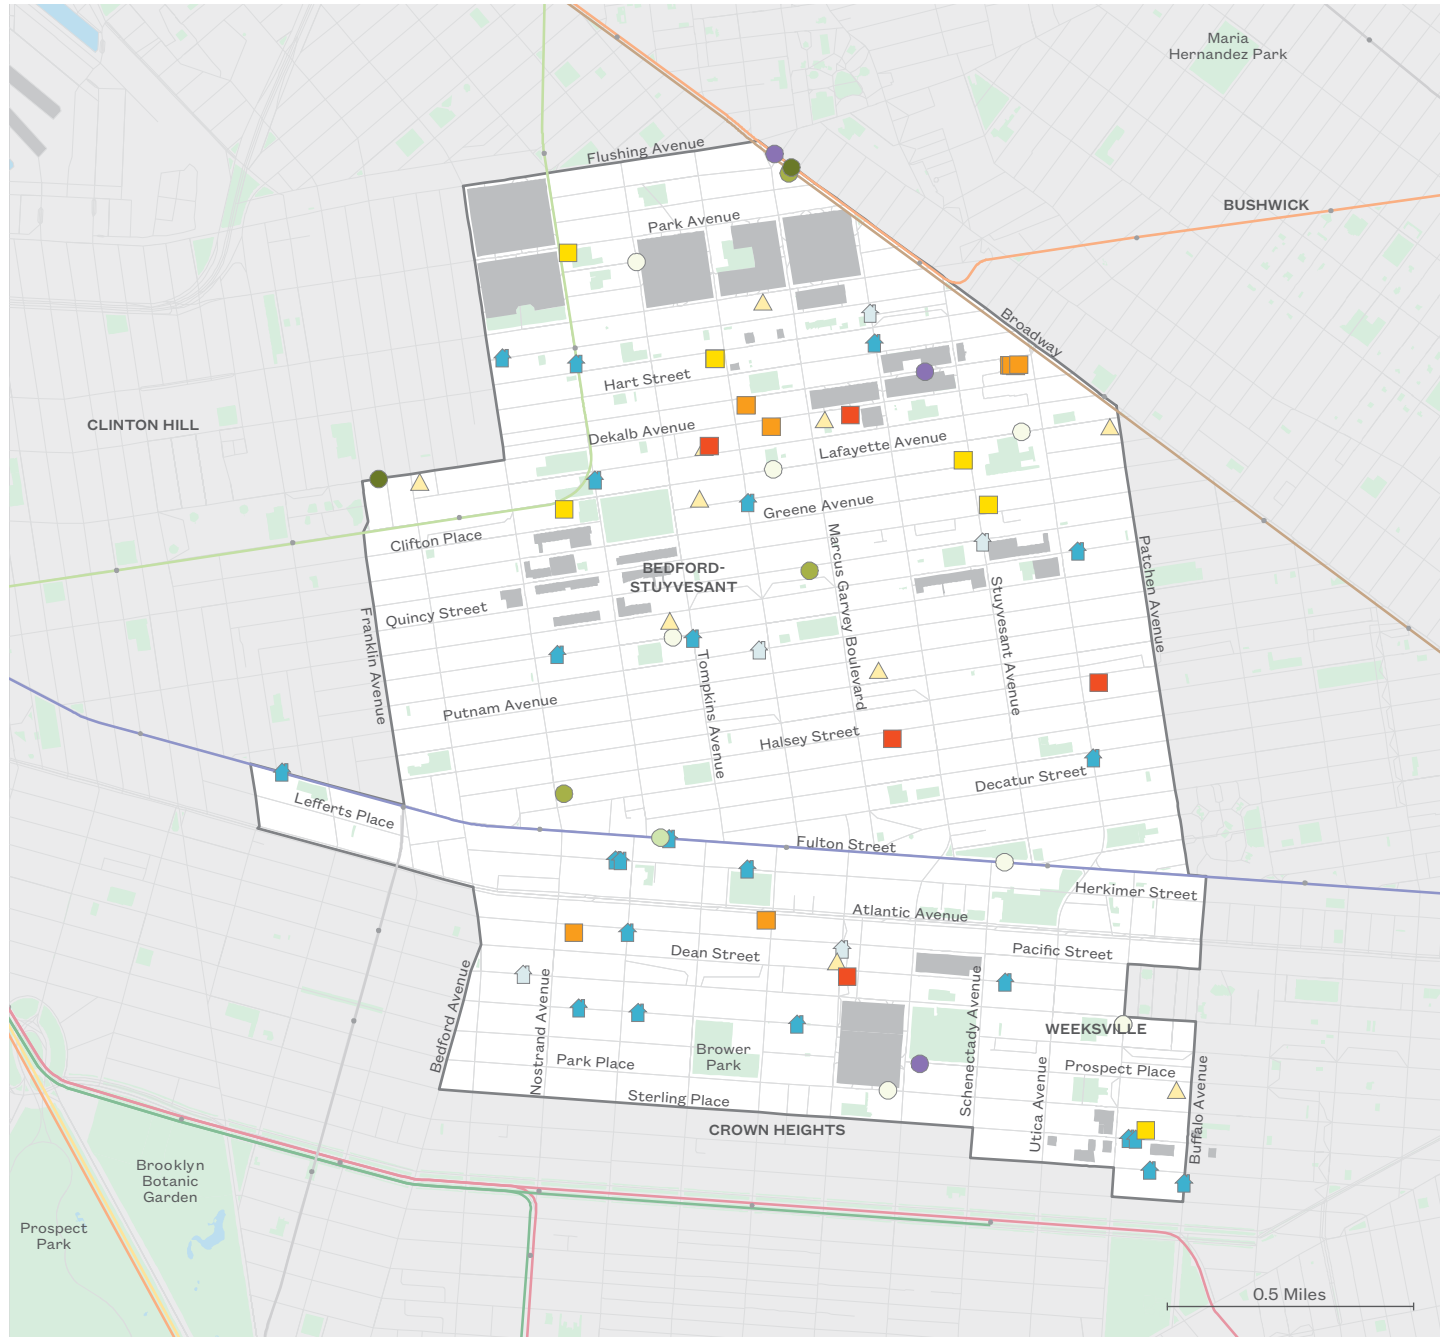 Maria
Hernandez Park
Flushing Avenue
BUSHWICK
Park Avenue
Broadway
Hart Street
CLINTON HILL
Dekalb Avenue
Lafayette Avenue
Greene Avenue
Clifton Place
Marcus Garvey Boulevard
Patchen Avenue
BEDFORD-
STUYVESANT
Stuyvesant Avenue
Quincy Street
Franklin Avenue
Tompkins Avenue
Putnam Avenue
Halsey Street
Decatur Street
Lefferts Place
Fulton Street
Herkimer Street
Atlantic Avenue
Dean Street
Pacific Street
Bedford Avenue
Nostrand Avenue
Schenectady Avenue
WEEKSVILLE
Brower
Park
Park Place
Prospect Place
Utica Avenue
Buffalo Avenue
Sterling Place
CROWN HEIGHTS
Brooklyn
Botanic
Garden
Prospect
Park
0.5 Miles